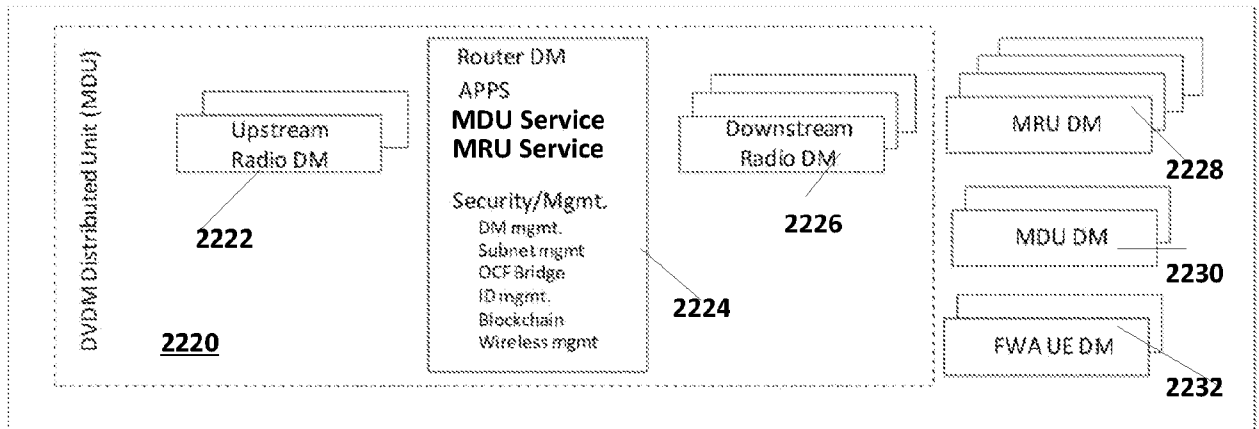 DVDM Distributed Unit (MDU)
2220
Upstream
Radio DM
2222
Router DM
APPS
MDU Service
MRU Service
Security/Mgmt.
DM mgmt.
Subnet mgmt
OCF Bridge
ID mgmt.
Blockchain
Wireless mgmt
2224
Downstream
Radio DM
2226
MRU DM
2228
MDU DM
2230
FWA UE DM
2232